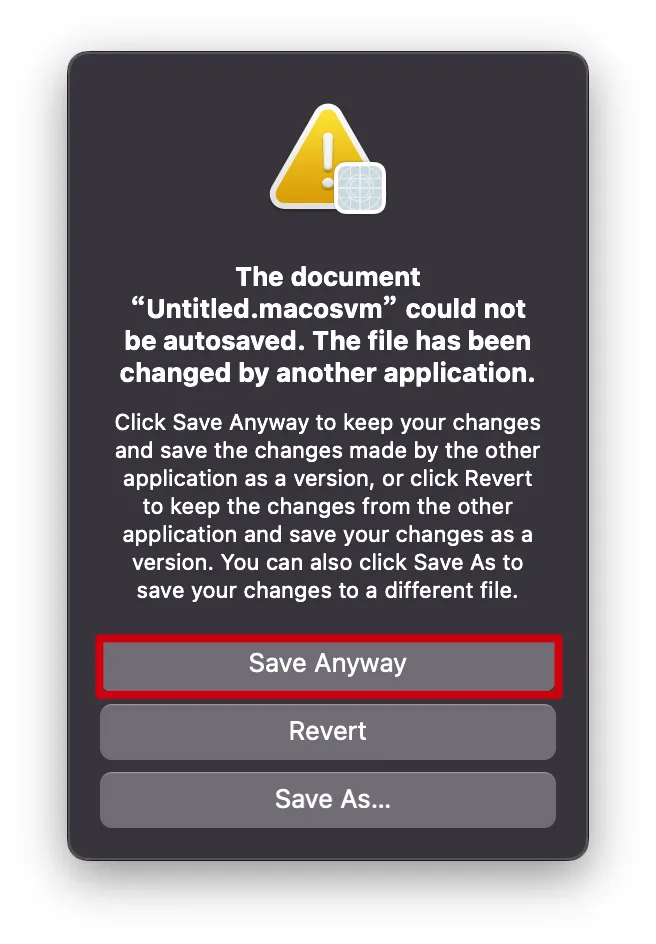 The document
“Untitled.macosvm” could not
be autosaved. The file has been
changed by another application.
Click Save Anyway to keep your changes
and save the changes made by the other
application as a version, or click Revert
to keep the changes from the other
application and save your changes as a
version. You can also click Save As to
save your changes to a different file.
Save Anyway
Revert
Save As...